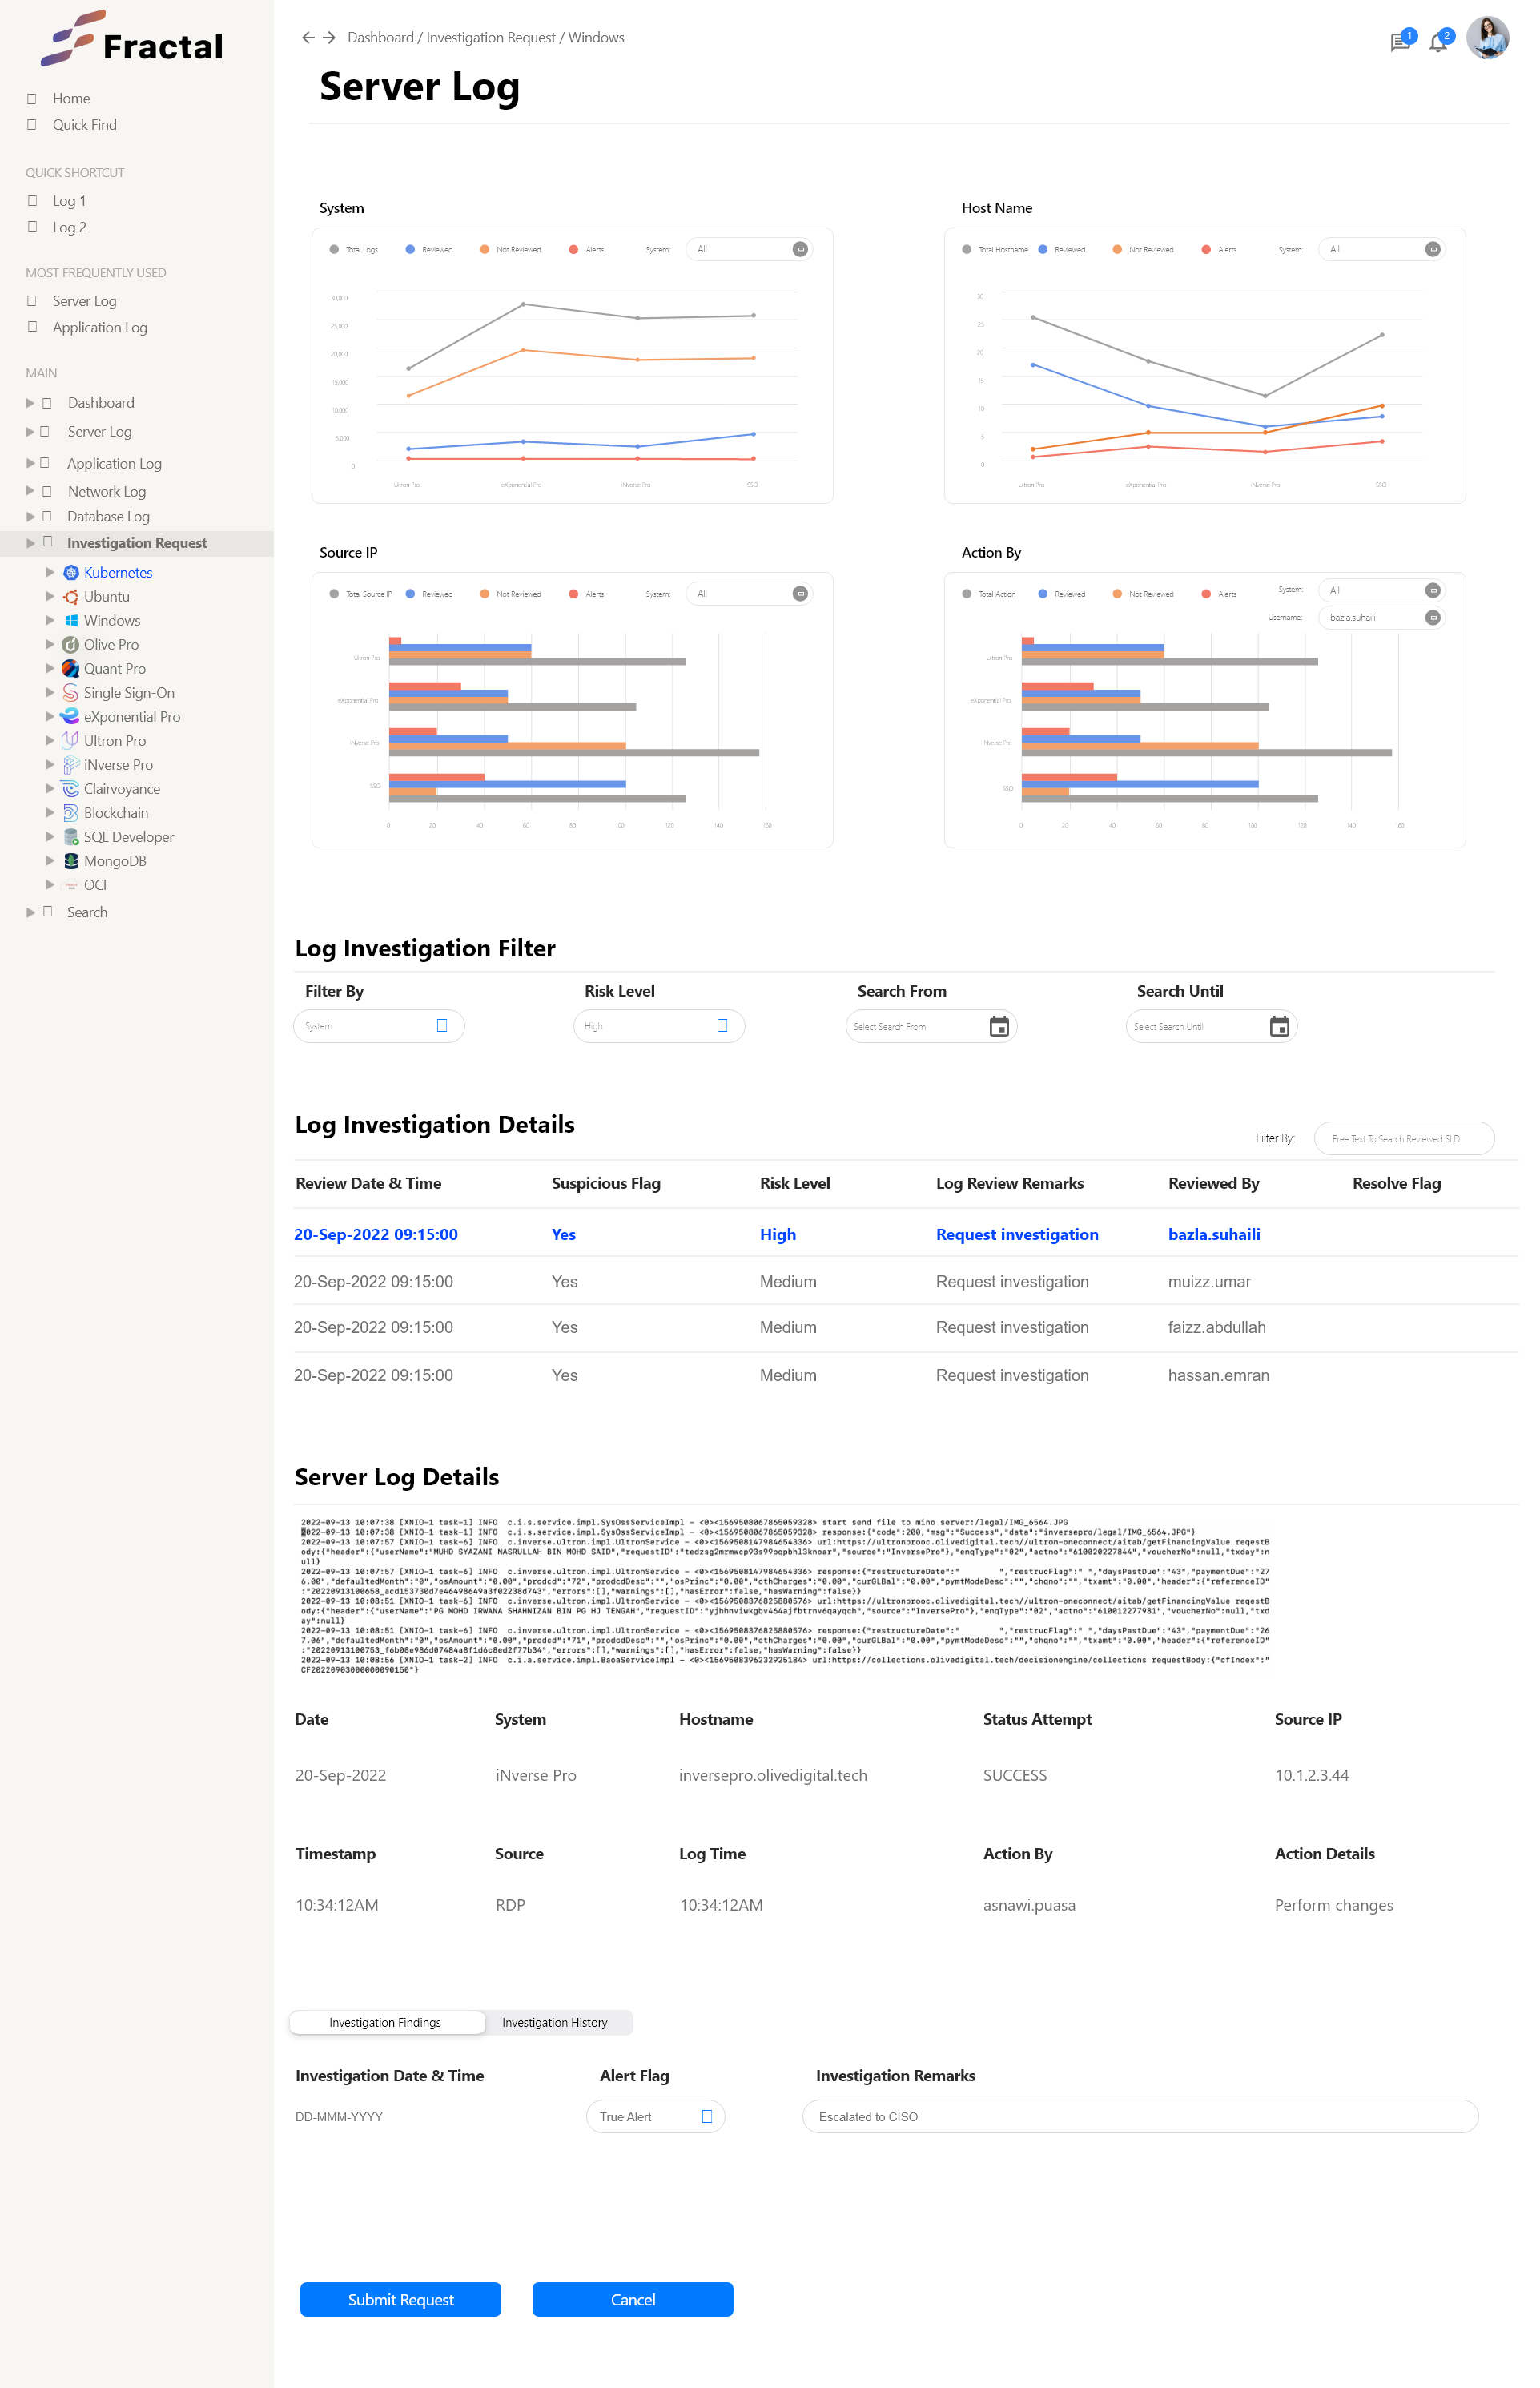 Fractal
Home
Quick Find
QUICK SHORTCUT
Log 1
Log 2
MOST FREQUENTLY USED
Server Log
Application Log
MAIN
Dashboard
Server Log
Application Log
Network Log
Database Log
Investigation Request
Kubernetes
Ubuntu
Windows
Olive Pro
Quant Pro
Single Sign-On
eXponential Pro
Ultron Pro
iNverse Pro
Clairvoyance
Blockchain
SQL Developer
MongoDB
OCI
Search
Dashboard / Investigation Request / Windows
1
2
Server Log
System
Total Logs Reviewed Not Reviewed Alerts System: All
30,000
25,000
20,000
15,000
10,000
5,000
0
Ultron Pro eXponential Pro iNverse Pro SSO
Host Name
Total Hostname Reviewed Not Reviewed Alerts System: All
30
25
20
15
10
5
0
Ultron Pro eXponential Pro iNverse Pro SSO
Source IP
Total Source IP Reviewed Not Reviewed Alerts System: All
Ultron Pro
eXponential Pro
iNverse Pro
SSO
0 20 40 60 80 100 120 140 160
Action By
Total Action Reviewed Not Reviewed Alerts System: All
Username: bazla.suhaili
Ultron Pro
eXponential Pro
iNverse Pro
SSO
0 20 40 60 80 100 120 140 160
Log Investigation Filter
Filter By Risk Level Search From Search Until
System High Select Search From Select Search Until
Log Investigation Details
Filter By: Free Text To Search Reviewed SLD
Review Date & Time Suspicious Flag Risk Level Log Review Remarks Reviewed By Resolve Flag
20-Sep-2022 09:15:00 Yes High Request investigation bazla.suhaili
20-Sep-2022 09:15:00 Yes Medium Request investigation muizz.umar
20-Sep-2022 09:15:00 Yes Medium Request investigation faizz.abdullah
20-Sep-2022 09:15:00 Yes Medium Request investigation hassan.emran
Server Log Details
2022-09-13 10:07:38 [XNIO-1 task-1] INFO c.i.s.service.impl.SysOssServiceImpl - <0><1569508067865059328> start send file to mino server:/legal/IMG_6564.JPG
2022-09-13 10:07:38 [XNIO-1 task-1] INFO c.i.s.service.impl.SysOssServiceImpl - <0><1569508067865059328> response:{"code":200,"msg":"Success","data":"inversepro/legal/IMG_6564.JPG"}
2022-09-13 10:07:57 [XNIO-1 task-6] INFO c.inverse.ultron.impl.UltronService - <0><1569508147984654336> url:https://ultronprooc.olivedigital.tech//ultron-oneconnect/aitab/getFinancingValue reqestB
ody:{"header":{"userName":"MUHD SYAZANI NASRULLAH BIN MOHD SAID","requestID":"tedzsg2mrmwcp93s99pqpbhl3knoar","source":"InversePro"},"enqType":"02","actno":"610020227844","voucherNo":null,"txday":n
ull}
2022-09-13 10:07:57 [XNIO-1 task-6] INFO c.inverse.ultron.impl.UltronService - <0><1569508147984654336> response:{"restructureDate":" ","restrucFlag":" ","daysPastDue":"43","paymentDue":"27
6.00","defaultedMonth":"0","osAmount":"0.00","prodcd":"72","prodcdDesc":"","osPrinc":"0.00","othCharges":"0.00","curGLBal":"0.00","pymtModeDesc":"","chqno":"","txamt":"0.00","header":{"referenceID"
:"20220913100658_acd153730d7e46498649a3f02238d743","errors":[],"warnings":[],"hasError":false,"hasWarning":false}}
2022-09-13 10:08:51 [XNIO-1 task-6] INFO c.inverse.ultron.impl.UltronService - <0><1569508376825880576> url:https://ultronprooc.olivedigital.tech//ultron-oneconnect/aitab/getFinancingValue reqestB
ody:{"header":{"userName":"PG MOHD IRWANA SHAHNIZAN BIN PG HJ TENGAH","requestID":"yjhhnviwkgbv464ajfbtrnv6qayqch","source":"InversePro"},"enqType":"02","actno":"610012277981","voucherNo":null,"txd
ay":null}
2022-09-13 10:08:51 [XNIO-1 task-6] INFO c.inverse.ultron.impl.UltronService - <0><1569508376825880576> response:{"restructureDate":" ","restrucFlag":" ","daysPastDue":"43","paymentDue":"26
7.06","defaultedMonth":"0","osAmount":"0.00","prodcd":"71","prodcdDesc":"","osPrinc":"0.00","othCharges":"0.00","curGLBal":"0.00","pymtModeDesc":"","chqno":"","txamt":"0.00","header":{"referenceID"
:"20220913100753_f6b08e986d07484a8f1d6c8ed2f77b34","errors":[],"warnings":[],"hasError":false,"hasWarning":false}}
2022-09-13 10:08:56 [XNIO-1 task-2] INFO c.i.a.service.impl.BaoaServiceImpl - <0><1569508396232925184> url:https://collections.olivedigital.tech/decisionengine/collections requestBody:{"cfIndex":"
CF20220903000000090150"}
Date System Hostname Status Attempt Source IP
20-Sep-2022 iNverse Pro inversepro.olivedigital.tech SUCCESS 10.1.2.3.44
Timestamp Source Log Time Action By Action Details
10:34:12AM RDP 10:34:12AM asnawi.puasa Perform changes
Investigation Findings Investigation History
Investigation Date & Time Alert Flag Investigation Remarks
DD-MMM-YYYY True Alert Escalated to CISO
Submit Request Cancel